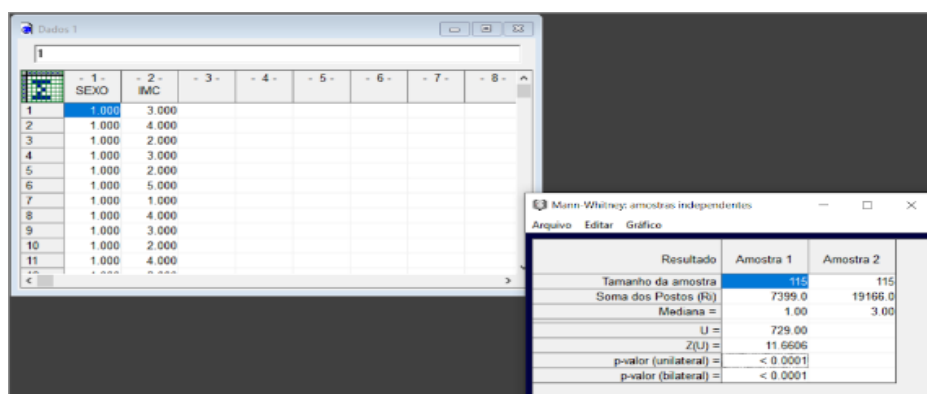 Dados 1
1
- 1 - - 2 - - 3 - - 4 - - 5 - - 6 - - 7 - - 8 -
SEXO IMC
1 1.000 3.000
2 1.000 4.000
3 1.000 2.000
4 1.000 3.000
5 1.000 2.000
6 1.000 5.000
7 1.000 1.000
8 1.000 4.000
9 1.000 3.000
10 1.000 2.000
11 1.000 4.000
Mann-Whitney: amostras independentes
Arquivo Editar Gráfico
Resultado Amostra 1 Amostra 2
Tamanho da amostra 115 115
Soma dos Postos (Ri) 7399.0 19166.0
Mediana = 1.00 3.00
U = 729.00
Z(U) = 11.6606
p-valor (unilateral) = < 0.0001
p-valor (bilateral) = < 0.0001